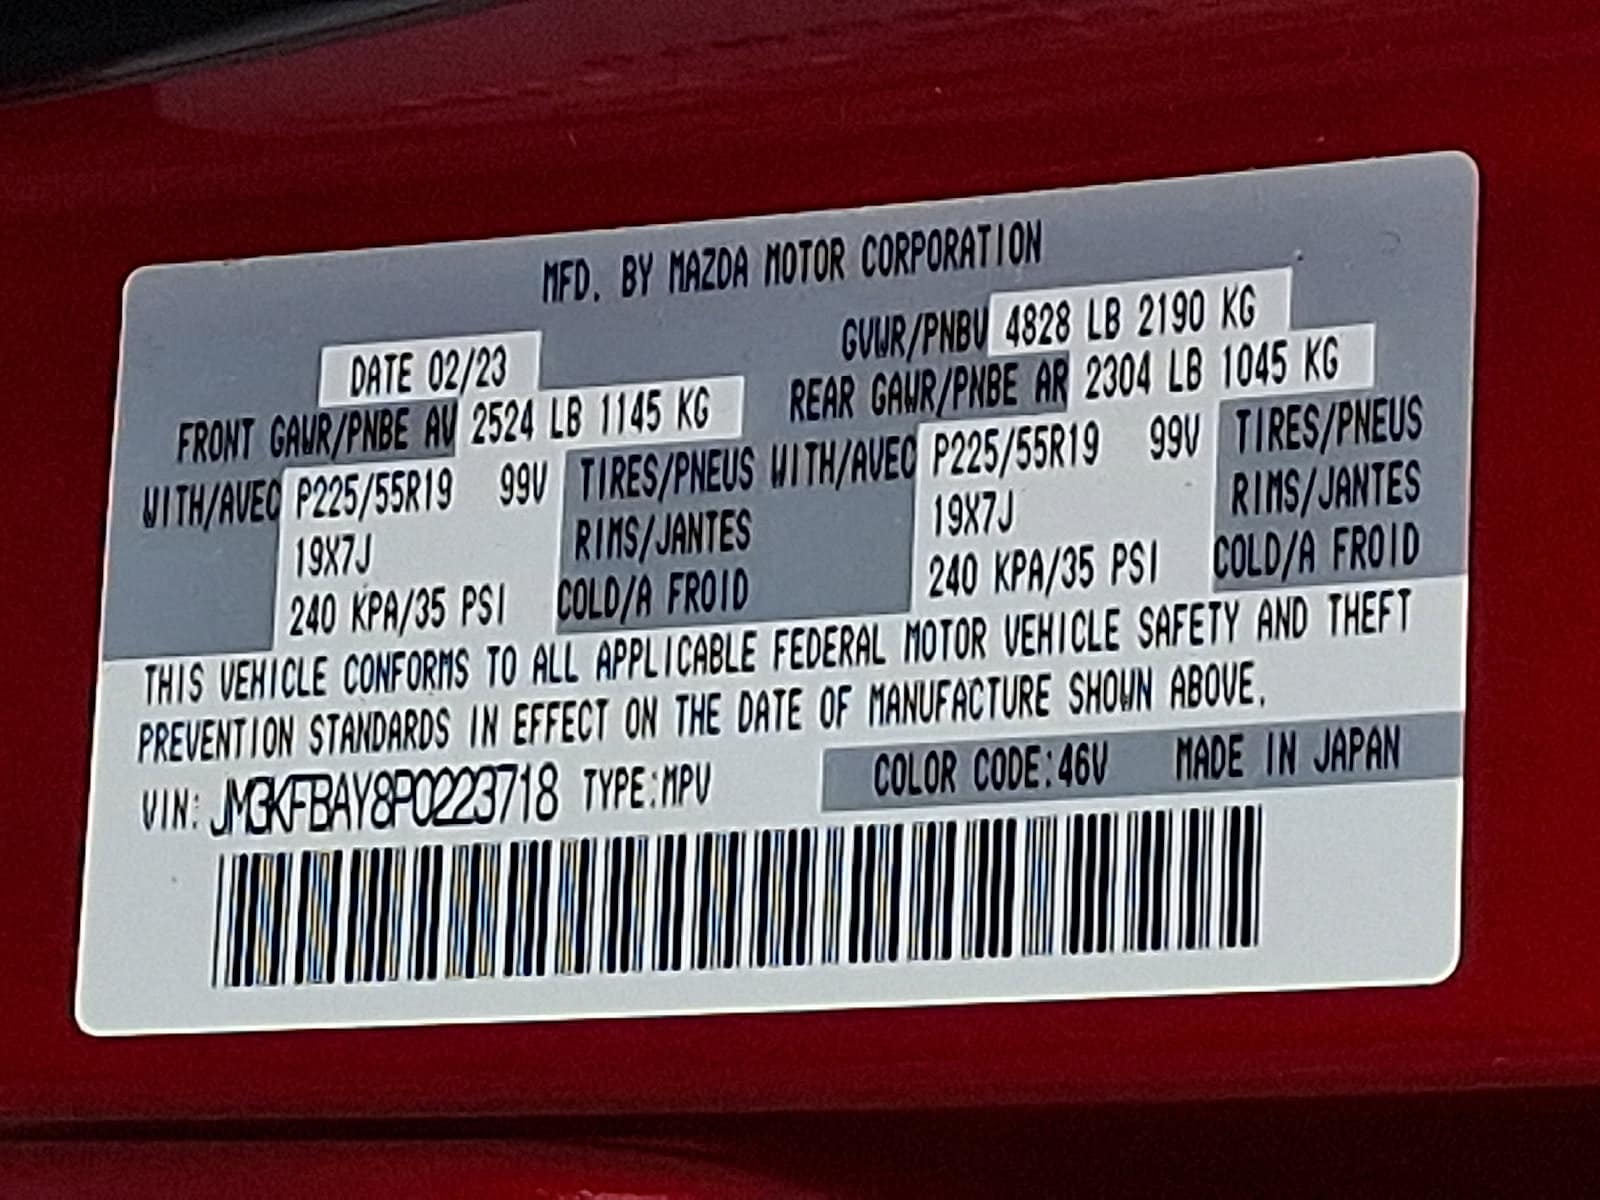 MFD. BY MAZDA MOTOR CORPORATION
DATE 02/23 GVWR/PNBV 4828 LB 2190 KG
FRONT GAWR/PNBE AV 2524 LB 1145 KG REAR GAWR/PNBE AR 2304 LB 1045 KG
WITH/AVEC P225/55R19 99V TIRES/PNEUS WITH/AVEC P225/55R19 99V TIRES/PNEUS
19X7J RIMS/JANTES 19X7J RIMS/JANTES
240 KPA/35 PSI COLD/A FROID 240 KPA/35 PSI COLD/A FROID
THIS VEHICLE CONFORMS TO ALL APPLICABLE FEDERAL MOTOR VEHICLE SAFETY AND THEFT
PREVENTION STANDARDS IN EFFECT ON THE DATE OF MANUFACTURE SHOWN ABOVE.
VIN: JM3KFBAY8P0223718 TYPE:MPV COLOR CODE:46V MADE IN JAPAN